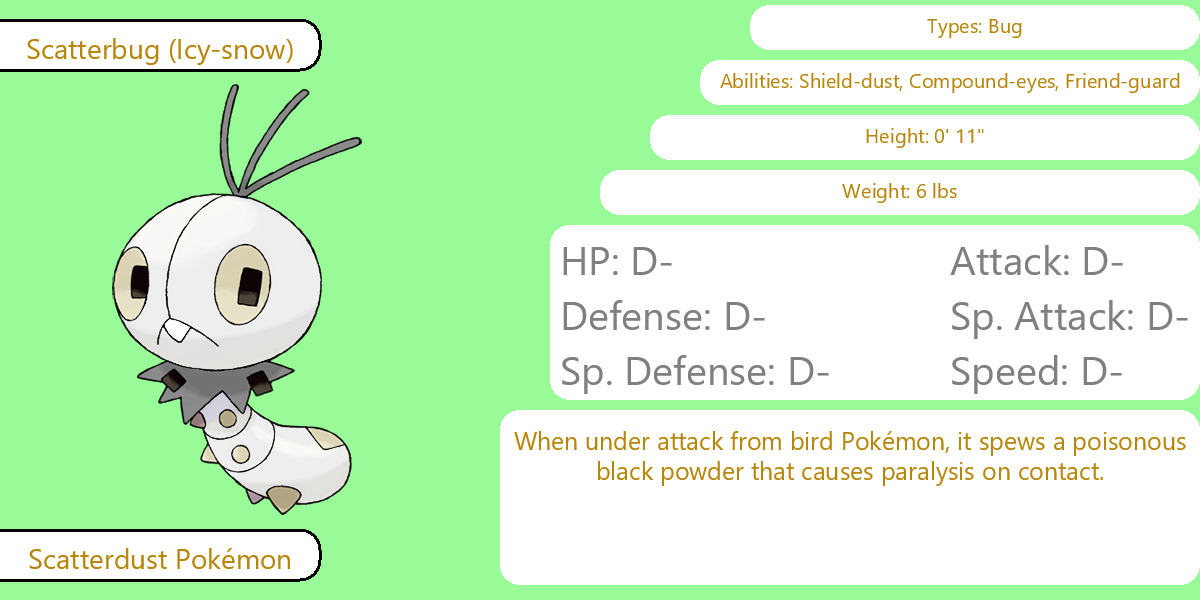 Scatterbug (Icy-snow)
Types: Bug
Abilities: Shield-dust, Compound-eyes, Friend-guard
Height: 0' 11"
Weight: 6 lbs
HP: D-
Attack: D-
Defense: D-
Sp. Attack: D-
Sp. Defense: D-
Speed: D-
When under attack from bird Pokémon, it spews a poisonous
black powder that causes paralysis on contact.
Scatterdust Pokémon